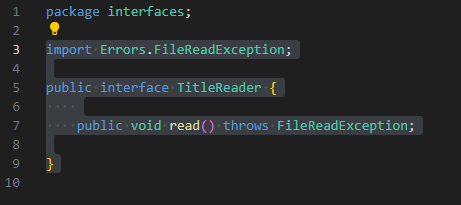 1 package interfaces;
2
3 import Errors.FileReadException;
4
5 public interface TitleReader {
6
7 public void read() throws FileReadException;
8
9 }
10